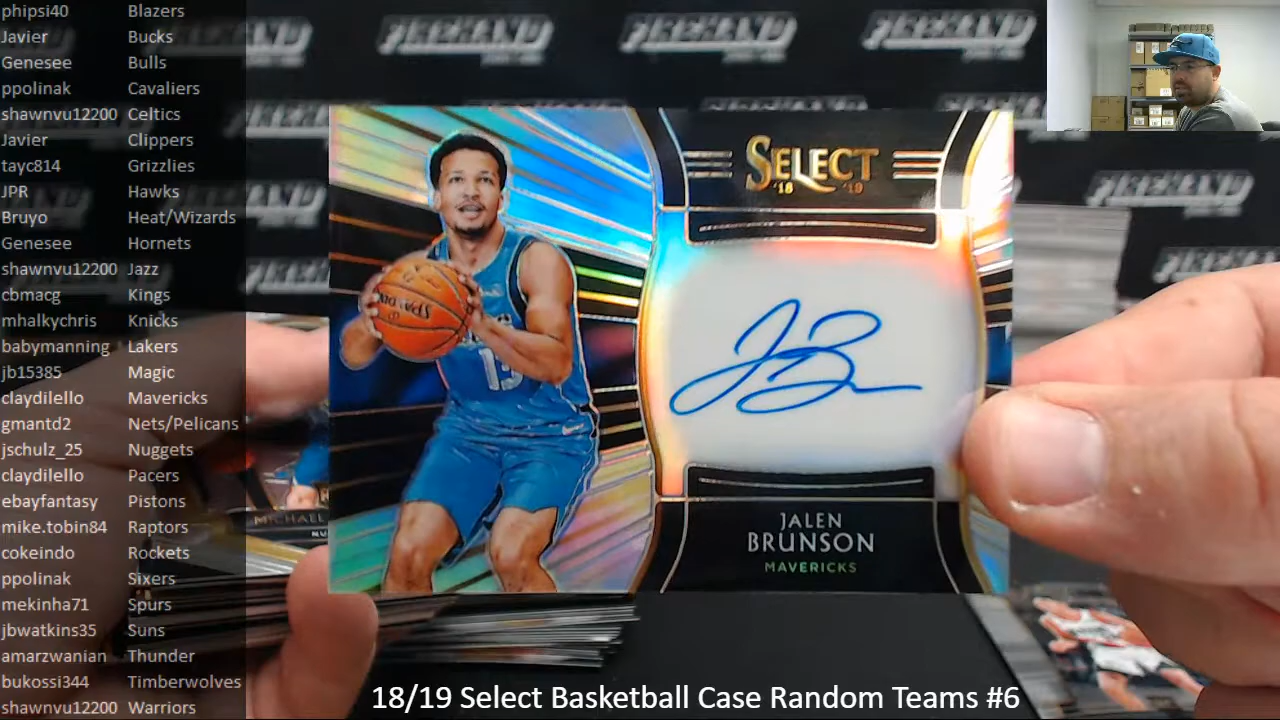 phipsi40 Blazers
Javier Bucks
Genesee Bulls
ppolinak Cavaliers
shawnvu12200 Celtics
Javier Clippers
tayc814 Grizzlies
JPR Hawks
Bruyo Heat/Wizards
Genesee Hornets
shawnvu12200 Jazz
cbmacg Kings
mhalkychris Knicks
babymanning Lakers
jb15385 Magic
claydilello Mavericks
gmantd2 Nets/Pelicans
jschulz_25 Nuggets
claydilello Pacers
ebayfantasy Pistons
mike.tobin84 Raptors
cokeindo Rockets
ppolinak Sixers
mekinha71 Spurs
jbwatkins35 Suns
amarzwanian Thunder
bukossi344 Timberwolves
shawnvu12200 Warriors
SELECT
'18 '19
SPALDING
13
JALEN
BRUNSON
MAVERICKS
MICHAEL
18/19 Select Basketball Case Random Teams #6